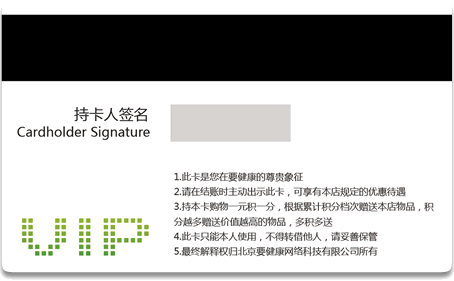 持卡人签名
Cardholder Signature
1.此卡是您在要健康的尊贵象征
2.请在结账时主动出示此卡，可享有本店规定的优惠待遇
3.持本卡购物一元积一分，根据累计积分档次赠送本店物品，积
分越多赠送价值越高的物品，多积多送
4.此卡只能本人使用，不得转借他人，请妥善保管
5.最终解释权归北京要健康网络科技有限公司所有
VIP